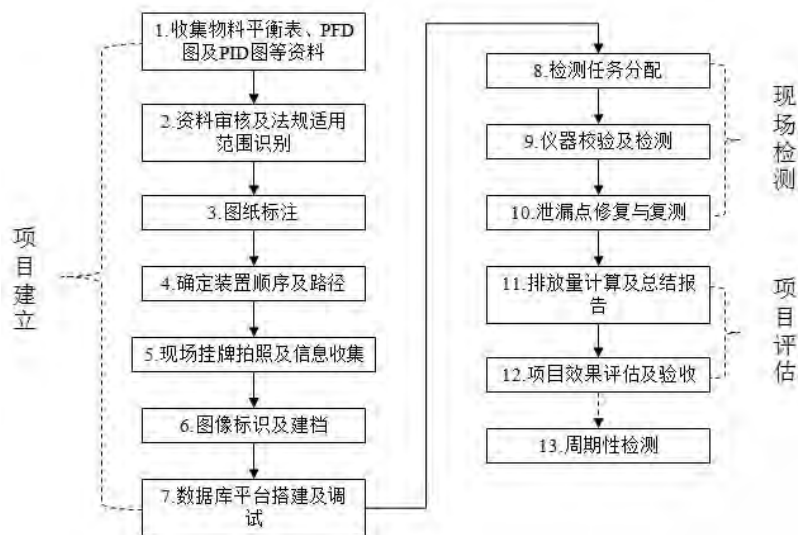 项目建立
1.收集物料平衡表、PFD
图及PID图等资料
2.资料审核及法规适用
范围识别
3.图纸标注
4.确定装置顺序及路径
5.现场挂牌拍照及信息收集
6.图像标识及建档
7.数据库平台搭建及调
试
8.检测任务分配
9.仪器校验及检测
10.泄漏点修复与复测
11.排放量计算及总结报
告
12.项目效果评估及验收
13.周期性检测
现场检测
项目评估